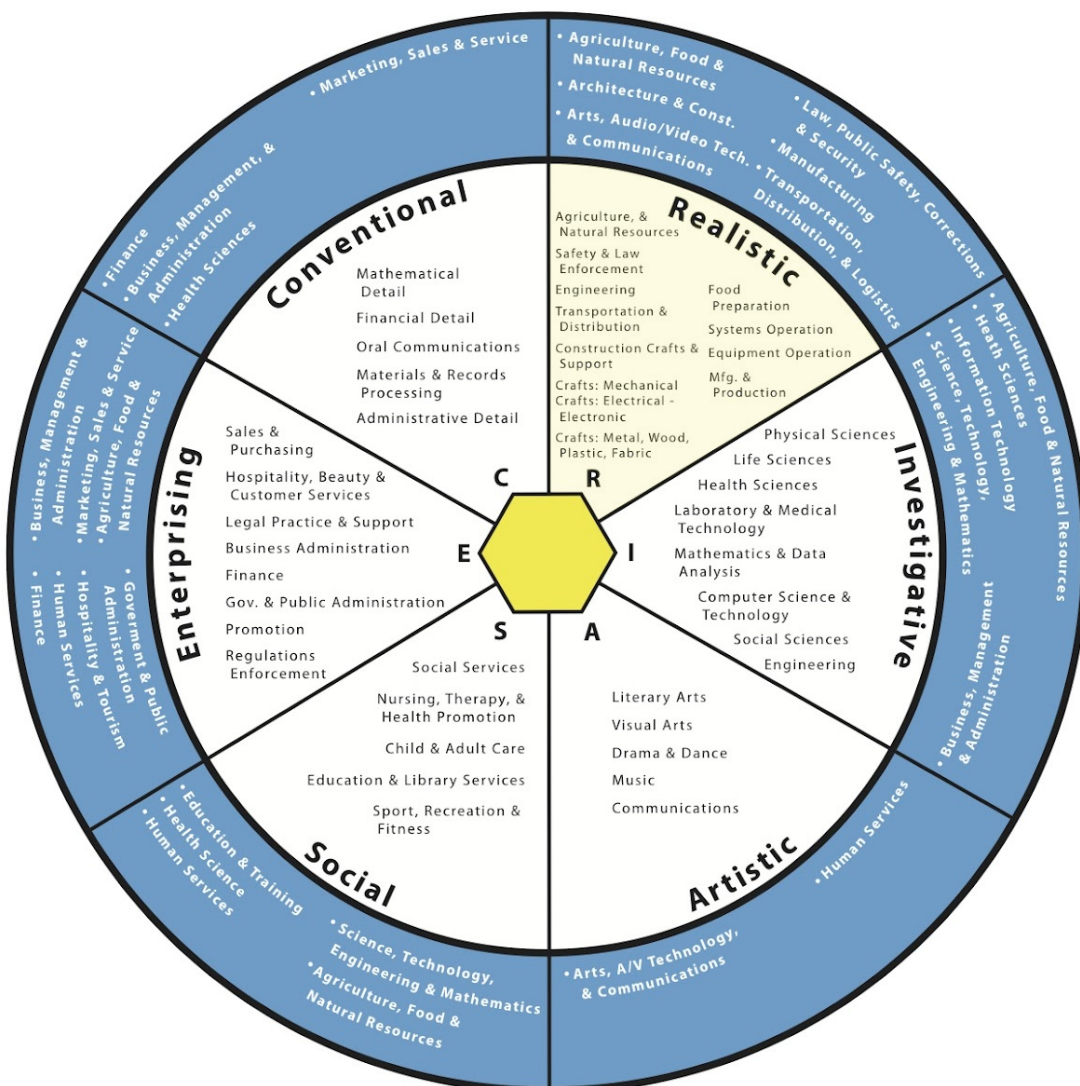 • Marketing, Sales & Service
• Finance
• Business, Management, &
Administration
• Health Sciences
• Agriculture, Food &
Natural Resources
• Architecture & Const.
• Arts, Audio/Video Tech.
& Communications
• Law, Public Safety, Corrections
& Security
• Manufacturing
• Transportation,
Distribution, & Logistics
• Agriculture, Food & Natural Resources
• Heath Sciences
• Information Technology
• Science, Technology,
Engineering & Mathematics
• Business, Management
& Administration
• Human Services
• Arts, A/V Technology,
& Communications
• Science, Technology,
Engineering & Mathematics
• Agriculture, Food &
Natural Resources
• Education & Training
• Health Science
• Human Services
• Goverment & Public
Administration
• Hospitality & Tourism
• Human Services
• Finance
• Business, Management &
Administration
• Marketing, Sales & Service
• Agriculture, Food &
Natural Resources
Conventional
Mathematical
Detail
Financial Detail
Oral Communications
Materials & Records
Processing
Administrative Detail
Realistic
Agriculture, &
Natural Resources
Safety & Law
Enforcement
Engineering
Transportation &
Distribution
Construction Crafts &
Support
Crafts: Mechanical
Crafts: Electrical -
Electronic
Crafts: Metal, Wood,
Plastic, Fabric
Food
Preparation
Systems Operation
Equipment Operation
Mfg. &
Production
Investigative
Physical Sciences
Life Sciences
Health Sciences
Laboratory & Medical
Technology
Mathematics & Data
Analysis
Computer Science &
Technology
Social Sciences
Engineering
Artistic
Literary Arts
Visual Arts
Drama & Dance
Music
Communications
Social
Social Services
Nursing, Therapy, &
Health Promotion
Child & Adult Care
Education & Library Services
Sport, Recreation &
Fitness
Enterprising
Sales &
Purchasing
Hospitality, Beauty &
Customer Services
Legal Practice & Support
Business Administration
Finance
Gov. & Public Administration
Promotion
Regulations
Enforcement
C
R
E
I
S
A